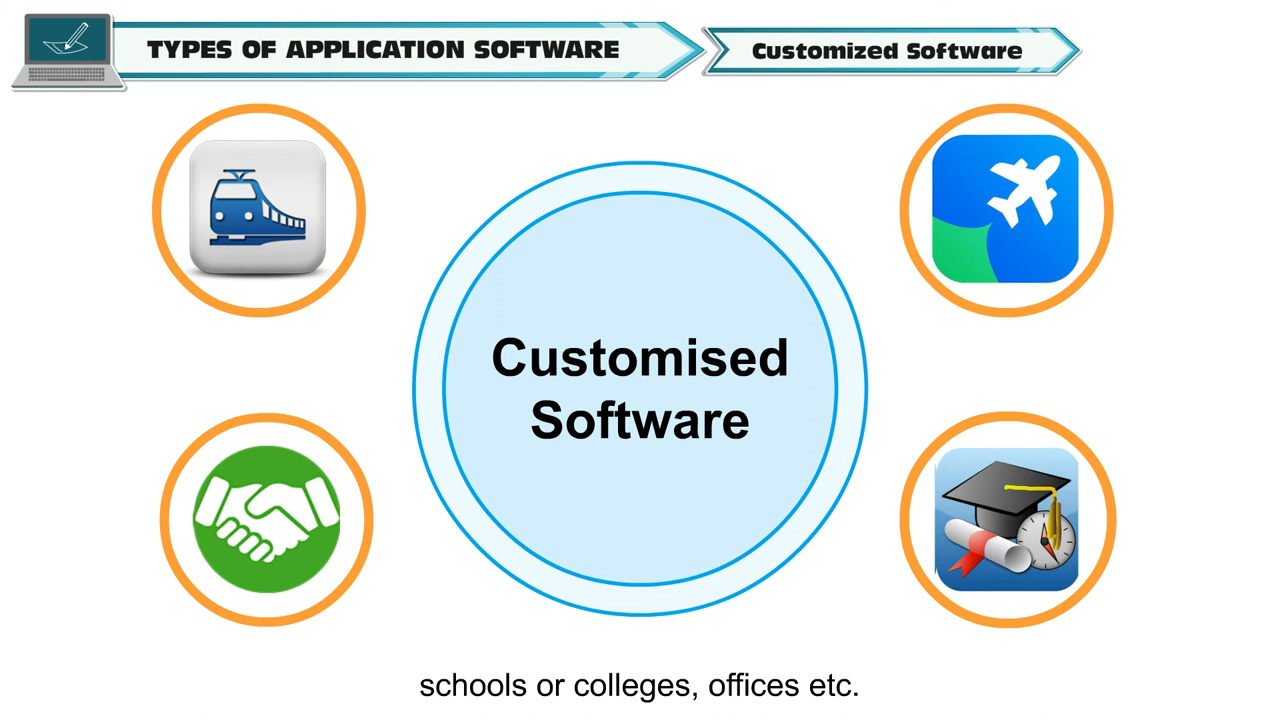 TYPES OF APPLICATION SOFTWARE
Customized Software
Customised
Software
schools or colleges, offices etc.